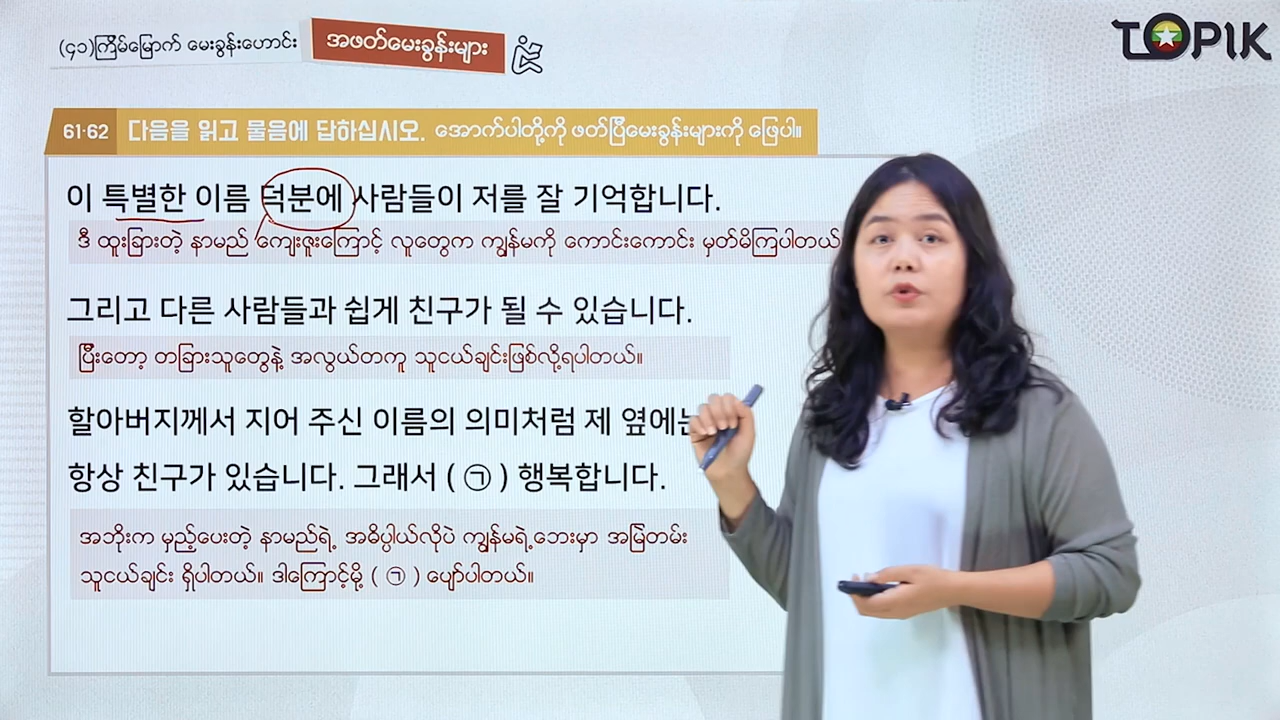 (၄၁)ကြိမ်မြောက် မေးခွန်းဟောင်း
အဖတ်မေးခွန်းများ
TOPIK
61·62 다음을 읽고 물음에 답하십시오. အောက်ပါတို့ကို ဖတ်ပြီးမေးခွန်းများကို ဖြေပါ။
이 특별한 이름 덕분에 사람들이 저를 잘 기억합니다.
ဒီ ထူးခြားတဲ့ နာမည် ကျေးဇူးကြောင့် လူတွေက ကျွန်မကို ကောင်းကောင်း မှတ်မိကြပါတယ်
그리고 다른 사람들과 쉽게 친구가 될 수 있습니다.
ပြီးတော့ တခြားသူတွေနဲ့ အလွယ်တကူ သူငယ်ချင်းဖြစ်လို့ရပါတယ်။
할아버지께서 지어 주신 이름의 의미처럼 제 옆에는
항상 친구가 있습니다. 그래서 ( ㉠ ) 행복합니다.
အဘိုးက မှည့်ပေးတဲ့ နာမည်ရဲ့ အဓိပ္ပါယ်လိုပဲ ကျွန်မရဲ့ဘေးမှာ အမြဲတမ်း
သူငယ်ချင်း ရှိပါတယ်။ ဒါကြောင့်မို့ ( ㉠ ) ပျော်ပါတယ်။